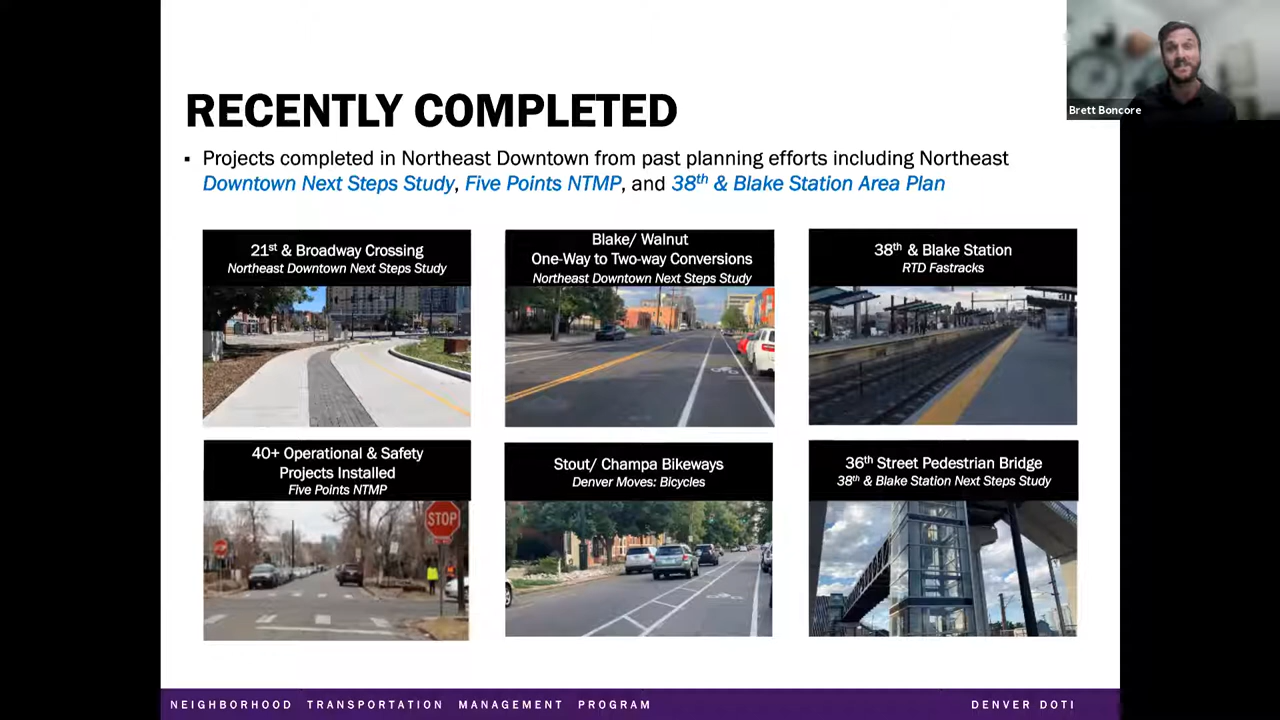 Brett Boncore
RECENTLY COMPLETED
▪ Projects completed in Northeast Downtown from past planning efforts including Northeast
Downtown Next Steps Study, Five Points NTMP, and 38th & Blake Station Area Plan
21st & Broadway Crossing
Northeast Downtown Next Steps Study
Blake/ Walnut
One-Way to Two-way Conversions
Northeast Downtown Next Steps Study
38th & Blake Station
RTD Fastracks
40+ Operational & Safety
Projects Installed
Five Points NTMP
STOP
Stout/ Champa Bikeways
Denver Moves: Bicycles
36th Street Pedestrian Bridge
38th & Blake Station Next Steps Study
NEIGHBORHOOD TRANSPORTATION MANAGEMENT PROGRAM
DENVER DOTI